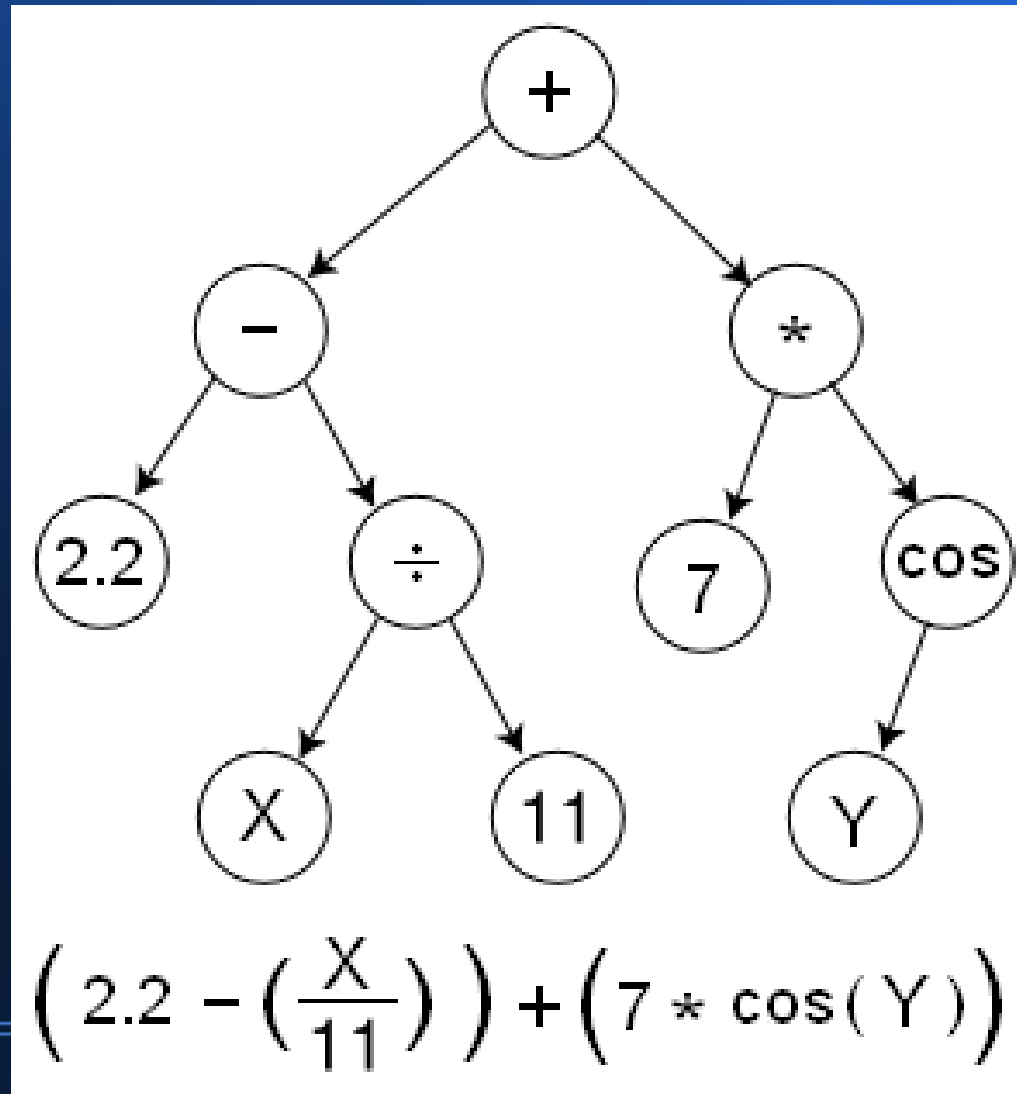 +
− *
2.2 ÷ 7 cos
X 11 Y
(2.2 − (X/11)) + (7 * cos(Y))